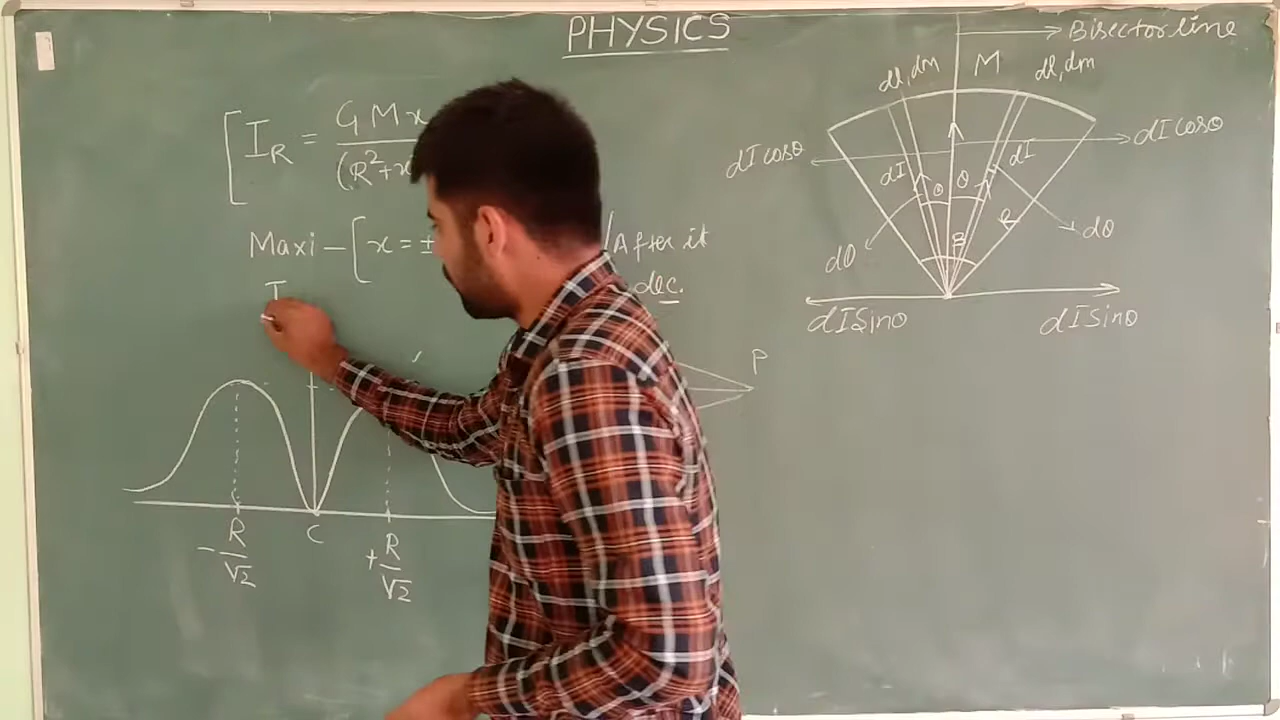 PHYSICS
I_R = G M x
(R²+x
Maxi – [ x = ±
/After it
dec.
I
P
- R/√2
C
+ R/√2
Bisector line
dl, dm
M
dl, dm
dI cosθ
dI cosθ
dI
θ
θ
dI
R
dθ
dθ
dI Sinθ
dI Sinθ